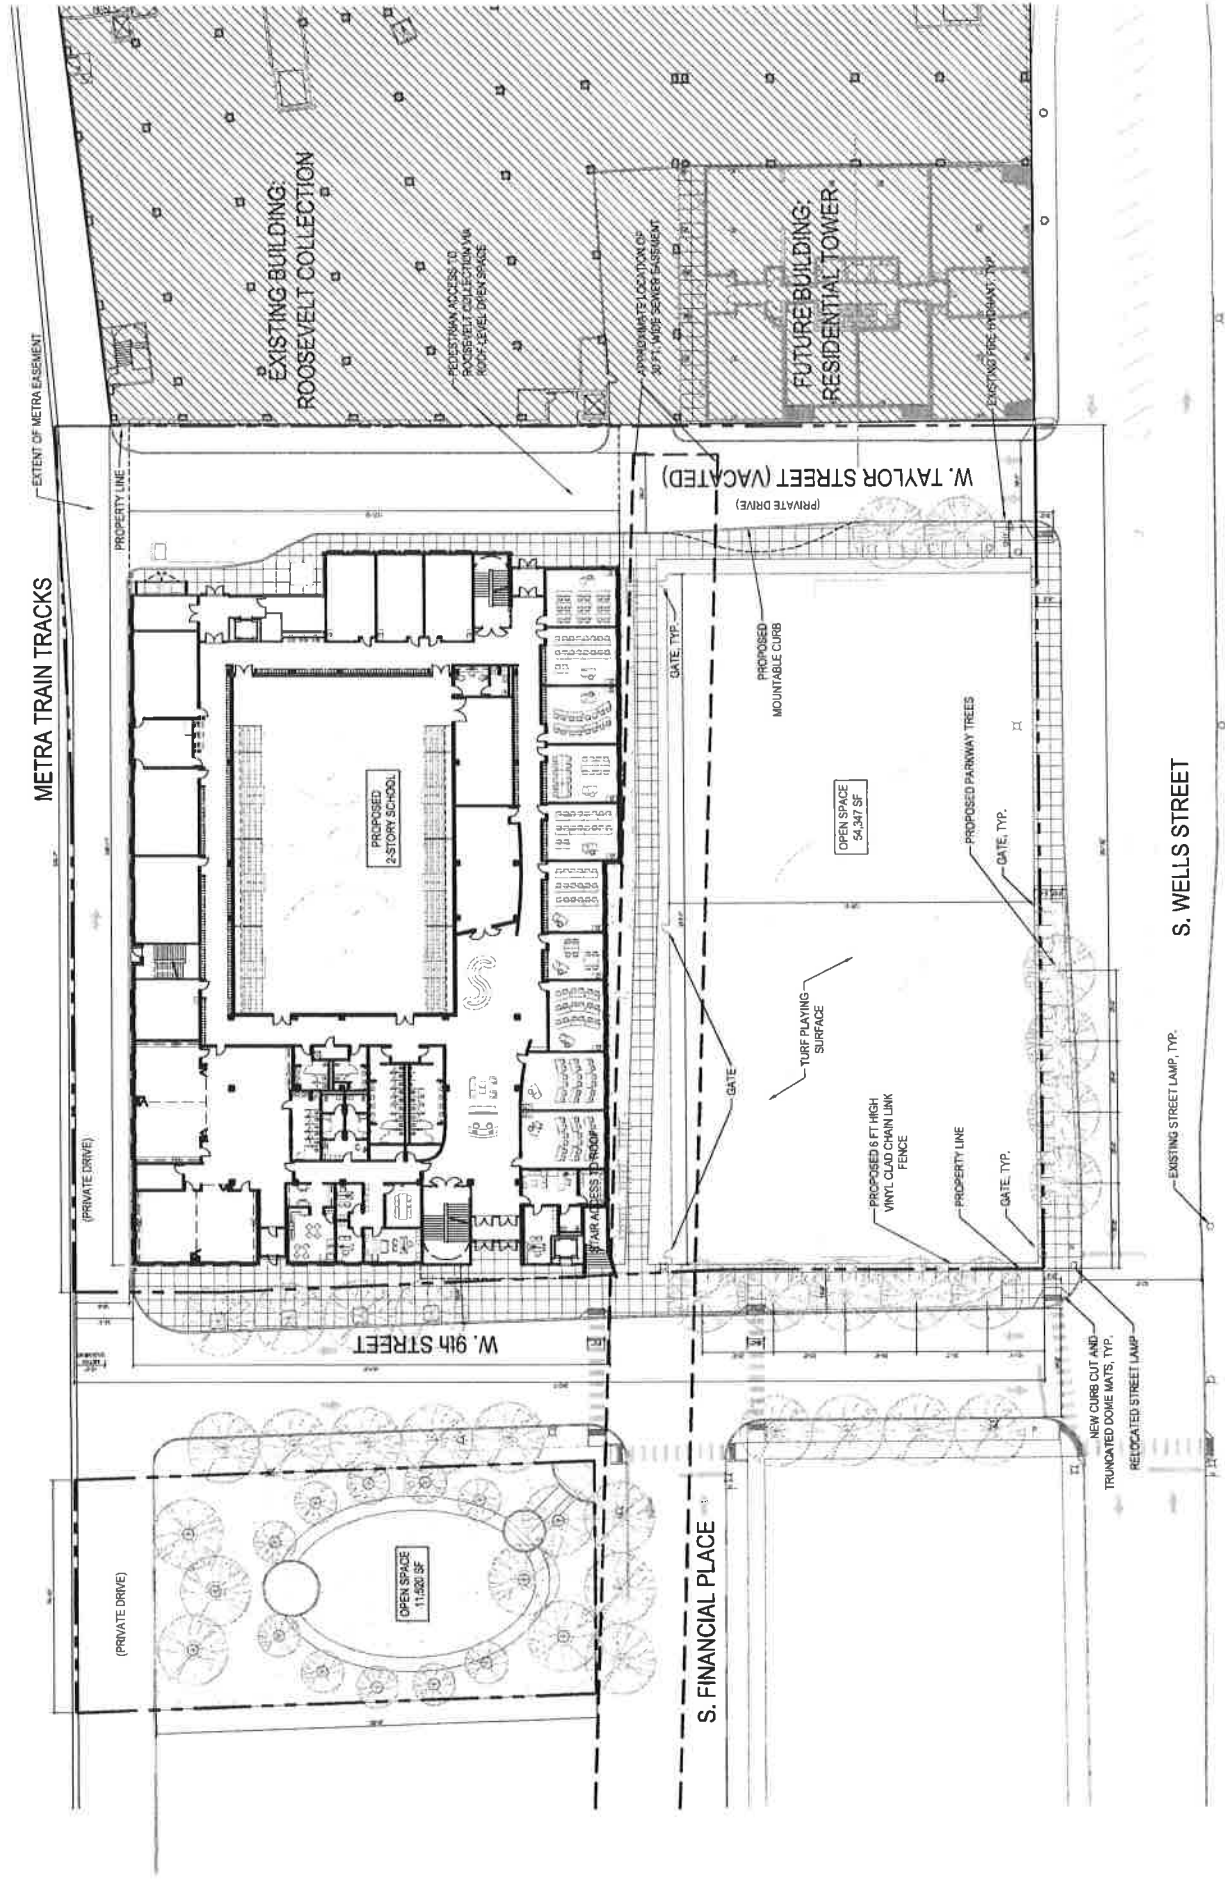 EXTENT OF METRA EASEMENT
METRA TRAIN TRACKS
PROPERTY LINE
(PRIVATE DRIVE)
(PRIVATE DRIVE)
EXISTING BUILDING:
ROOSEVELT COLLECTION
PEDESTRIAN ACCESS TO
ROOSEVELT COLLECTION VIA
ROOF LEVEL OPEN SPACE
APPROXIMATE LOCATION OF
30 FT. WIDE SEWER EASEMENT
FUTURE BUILDING:
RESIDENTIAL TOWER
EXISTING FIRE HYDRANT, TYP.
W. TAYLOR STREET (VACATED)
(PRIVATE DRIVE)
PROPOSED
2-STORY SCHOOL
STAIR ACCESS TO ROOF
GATE, TYP.
PROPOSED
MOUNTABLE CURB
OPEN SPACE
54,347 SF
PROPOSED PARKWAY TREES
GATE, TYP.
GATE
TURF PLAYING
SURFACE
PROPOSED 6 FT HIGH
VINYL CLAD CHAIN LINK
FENCE
PROPERTY LINE
GATE, TYP.
W. 9th STREET
S. WELLS STREET
EXISTING STREET LAMP, TYP.
NEW CURB CUT AND
TRUNCATED DOME MATS, TYP.
RELOCATED STREET LAMP
OPEN SPACE
11,520 SF
S. FINANCIAL PLACE